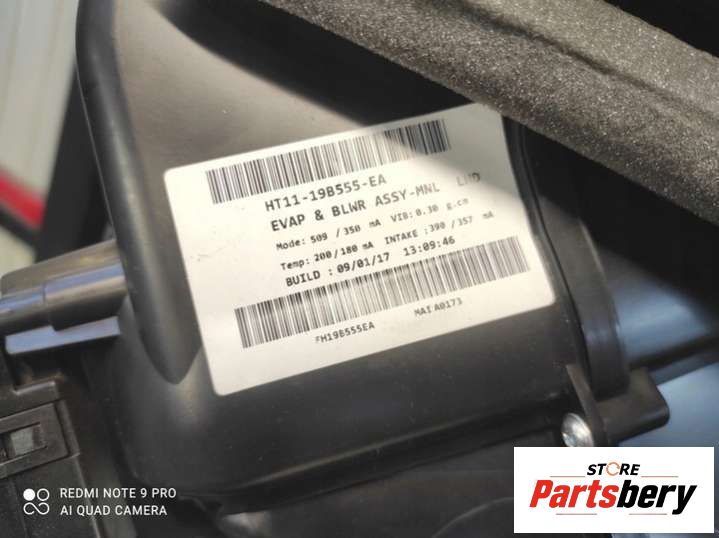 HT11-19B555-EA
EVAP & BLWR ASSY-MNL LHD
Mode: 509 / 350 mA VIB: 0.30 g.cm
Temp: 200 / 180 mA INTAKE : 390 / 357 mA
BUILD : 09/01/17 13:09:46
FH19B555EA MAIFA0173
REDMI NOTE 9 PRO
AI QUAD CAMERA
STORE
Partsbery